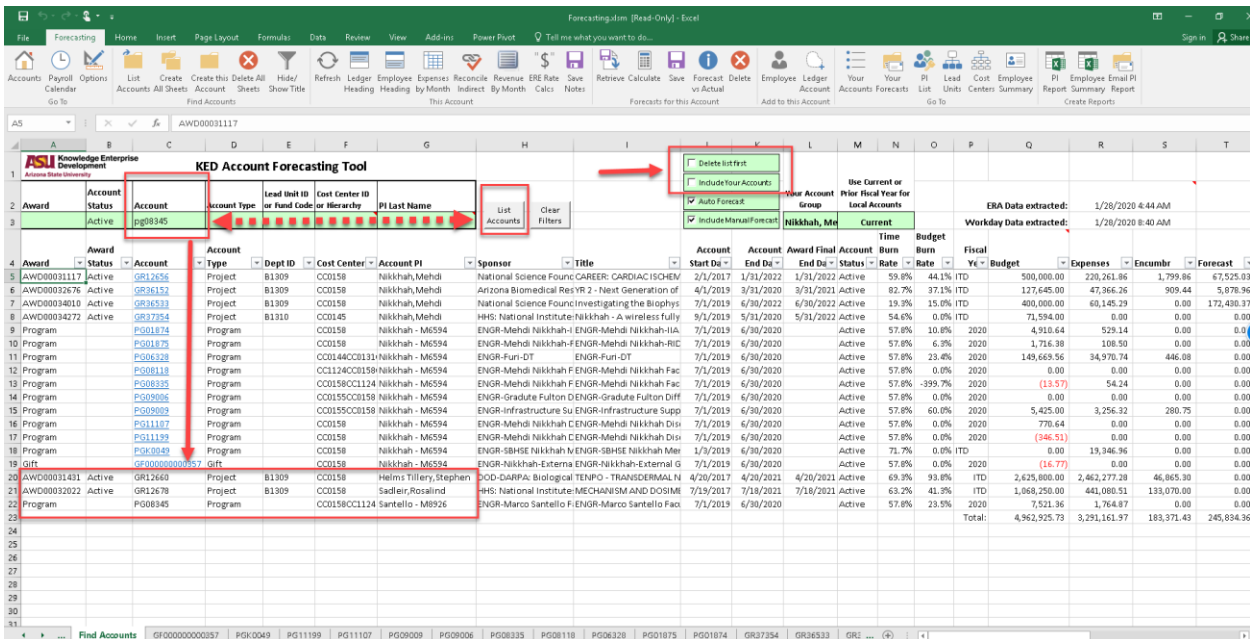 Forecasting.xlsm [Read-Only] - Excel
File Forecasting Home Insert Page Layout Formulas Data Review View Add-ins Power Pivot Tell me what you want to do... Sign in Share
Accounts Payroll Calendar Options List Accounts Create All Sheets Create this Account Delete All Sheets Hide/ Show Title Refresh Ledger Heading Employee Heading Expenses by Month Reconcile Indirect Revenue By Month ERE Rate Calcs Save Notes Retrieve Calculate Save Forecast vs Actual Delete Employee Ledger Account Your Accounts Your Forecasts PI List Lead Units Cost Centers Employee Summary PI Report Employee Summary Email PI Report
Go To Find Accounts This Account Forecasts for this Account Add to this Account Go To Create Reports
A5 fx AWD00031117
A B C D E F G H I J K L M N O P Q R S T
1 ASU Knowledge Enterprise Development Arizona State University KED Account Forecasting Tool Delete list first
Include Your Accounts
2 Award Account Status Account Account Type Lead Unit ID or Fund Code Cost Center ID or Hierarchy PI Last Name List Accounts Clear Filters Auto Forecast Your Account Group Use Current or Prior Fiscal Year for Local Accounts ERA Data extracted: 1/28/2020 4:44 AM
3 Active pg08345 Include Manual Forecast Nikkhah, Me Current Workday Data extracted: 1/28/2020 8:40 AM
4 Award Award Status Account Account Type Dept ID Cost Center Account PI Sponsor Title Account Start Da Account End Da Award Final End Da Account Status Time Burn Rate Budget Burn Rate Fiscal Ye Budget Expenses Encumbr Forecast
5 AWD00031117 Active GR12656 Project B1309 CC0158 Nikkhah,Mehdi National Science Founc CAREER: CARDIAC ISCHEM 2/1/2017 1/31/2022 1/31/2022 Active 59.8% 44.1% ITD 500,000.00 220,261.86 1,799.86 67,525.03
6 AWD00032676 Active GR36152 Project B1309 CC0158 Nikkhah,Mehdi Arizona Biomedical Res YR 2 - Next Generation of 4/1/2019 3/31/2020 3/31/2021 Active 82.7% 37.1% ITD 127,645.00 47,366.26 909.44 5,878.96
7 AWD00034010 Active GR36533 Project B1309 CC0158 Nikkhah,Mehdi National Science Founc Investigating the Biophys 7/1/2019 6/30/2022 6/30/2022 Active 19.3% 15.0% ITD 400,000.00 60,145.29 0.00 172,430.37
8 AWD00034272 Active GR37354 Project B1310 CC0145 Nikkhah,Mehdi HHS: National Institute: Nikkhah - A wireless fully 9/1/2019 5/31/2020 5/31/2022 Active 54.6% 0.0% ITD 71,594.00 0.00 0.00 0.00
9 Program PG01874 Program CC0158 Nikkhah - M6594 ENGR-Mehdi Nikkhah-I ENGR-Mehdi Nikkhah-IIA 7/1/2019 6/30/2020 Active 57.8% 10.8% 2020 4,910.64 529.14 0.00 0.00
10 Program PG01875 Program CC0158 Nikkhah - M6594 ENGR-Mehdi Nikkhah-F ENGR-Mehdi Nikkhah-RID 7/1/2019 6/30/2020 Active 57.8% 6.3% 2020 1,716.38 108.50 0.00 0.00
11 Program PG06328 Program CC0144CC0131 Nikkhah - M6594 ENGR-Furi-DT ENGR-Furi-DT 7/1/2019 6/30/2020 Active 57.8% 23.4% 2020 149,669.56 34,970.74 446.08 0.00
12 Program PG08118 Program CC1124CC0158 Nikkhah - M6594 ENGR-Mehdi Nikkhah F ENGR-Mehdi Nikkhah Fac 7/1/2019 6/30/2020 Active 57.8% 0.0% 2020 0.00 0.00 0.00 0.00
13 Program PG08335 Program CC0158CC1124 Nikkhah - M6594 ENGR-Mehdi Nikkhah F ENGR-Mehdi Nikkhah Fac 7/1/2019 6/30/2020 Active 57.8% -399.7% 2020 (13.57) 54.24 0.00 0.00
14 Program PG09006 Program CC0155CC0158 Nikkhah - M6594 ENGR-Gradute Fulton D ENGR-Gradute Fulton Diff 7/1/2019 6/30/2020 Active 57.8% 0.0% 2020 0.00 0.00 0.00 0.00
15 Program PG09009 Program CC0155CC0158 Nikkhah - M6594 ENGR-Infrastructure Su ENGR-Infrastructure Supp 7/1/2019 6/30/2020 Active 57.8% 60.0% 2020 5,425.00 3,256.32 280.75 0.00
16 Program PG11107 Program CC0158 Nikkhah - M6594 ENGR-Mehdi Nikkhah D ENGR-Mehdi Nikkhah Disc 7/1/2019 6/30/2020 Active 57.8% 0.0% 2020 770.64 0.00 0.00 0.00
17 Program PG11199 Program CC0158 Nikkhah - M6594 ENGR-Mehdi Nikkhah D ENGR-Mehdi Nikkhah Disc 7/1/2019 6/30/2020 Active 57.8% 0.0% 2020 (346.51) 0.00 0.00 0.00
18 Program PGK0049 Program CC0158 Nikkhah - M6594 ENGR-SBHSE Nikkhah M ENGR-SBHSE Nikkhah Mer 1/3/2019 6/30/2020 Active 71.7% 0.0% ITD 0.00 19,346.96 0.00 0.00
19 Gift GF000000000357 Gift CC0158 Nikkhah - M6594 ENGR-Nikkhah-Externa ENGR-Nikkhah-External G 7/1/2019 6/30/2020 Active 57.8% 0.0% 2020 (16.77) 0.00 0.00 0.00
20 AWD00031431 Active GR12660 Project B1309 CC0158 Helms Tillery,Stephen DOD-DARPA: Biological TENPO - TRANSDERMAL N 4/20/2017 4/20/2021 4/20/2021 Active 69.3% 93.8% ITD 2,625,800.00 2,462,277.28 46,865.30 0.00
21 AWD00032022 Active GR12678 Project B1309 CC0158 Sadleir,Rosalind HHS: National Institute: MECHANISM AND DOSIME 7/19/2017 7/18/2021 7/18/2021 Active 63.2% 41.3% ITD 1,068,250.00 441,080.51 133,070.00 0.00
22 Program PG08345 Program CC0158CC1124 Santello - M8926 ENGR-Marco Santello F ENGR-Marco Santello Facu 7/1/2019 6/30/2020 Active 57.8% 23.5% 2020 7,521.36 1,764.87 0.00 0.00
23 Total: 4,962,925.73 3,291,161.97 183,371.43 245,834.36
24
25
26
27
28
29
30
31
... Find Accounts GF000000000357 PGK0049 PG11199 PG11107 PG09009 PG09006 PG08335 PG08118 PG06328 PG01875 PG01874 GR37354 GR36533 GR3 ...